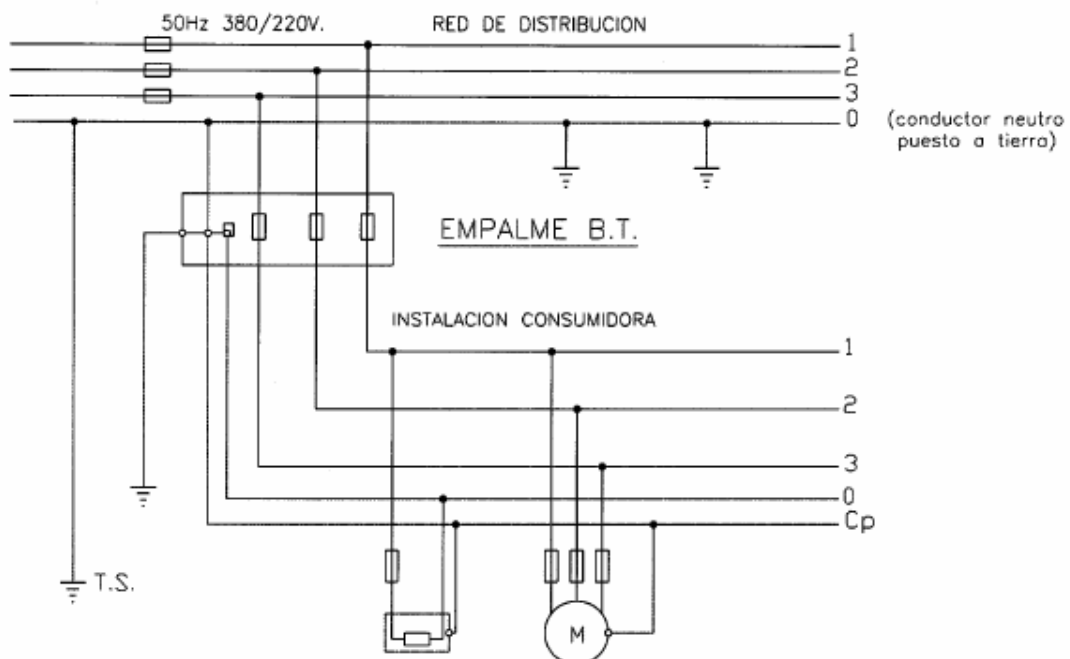 50Hz 380/220V. RED DE DISTRIBUCION
1
2
3
0 (conductor neutro
puesto a tierra)
EMPALME B.T.
INSTALACION CONSUMIDORA
1
2
3
0
Cp
T.S.
M